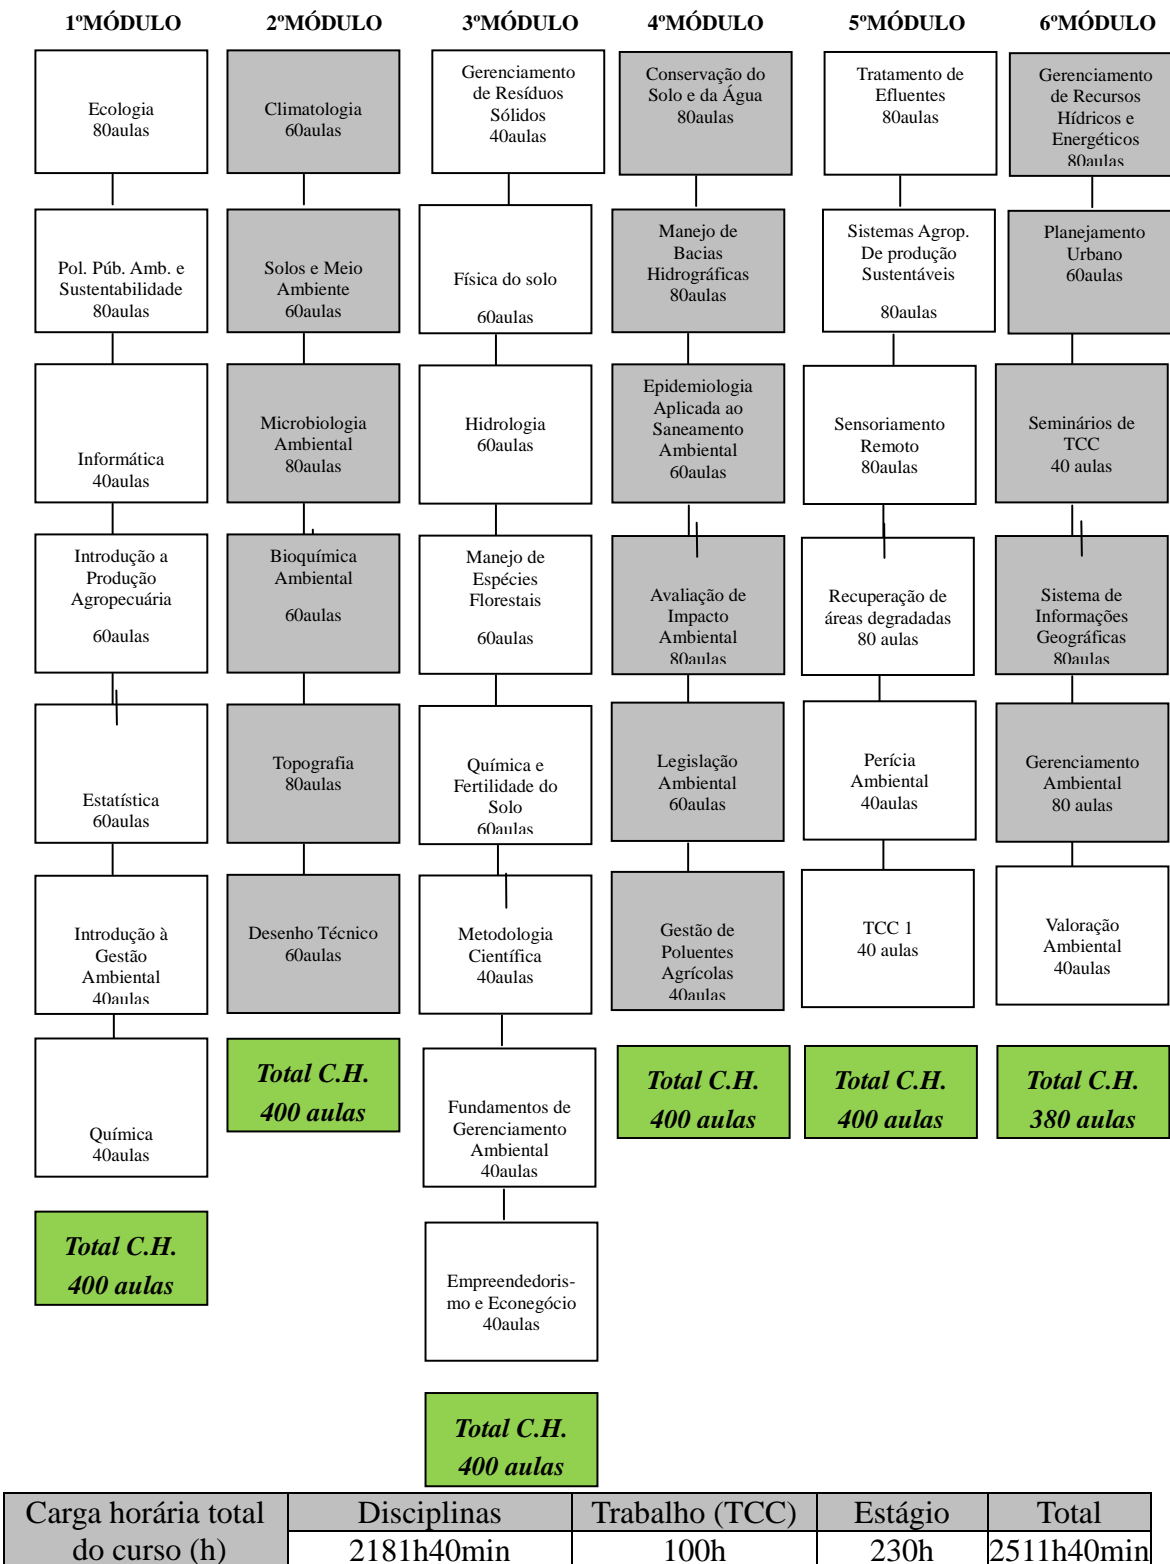 1ºMÓDULO
Ecologia
80aulas
Pol. Púb. Amb. e
Sustentabilidade
80aulas
Informática
40aulas
Introdução a
Produção
Agropecuária
60aulas
Estatística
60aulas
Introdução à
Gestão
Ambiental
40aulas
Química
40aulas
Total C.H.
400 aulas
2ºMÓDULO
Climatologia
60aulas
Solos e Meio
Ambiente
60aulas
Microbiologia
Ambiental
80aulas
Bioquímica
Ambiental
60aulas
Topografia
80aulas
Desenho Técnico
60aulas
Total C.H.
400 aulas
3ºMÓDULO
Gerenciamento
de Resíduos
Sólidos
40aulas
Física do solo
60aulas
Hidrologia
60aulas
Manejo de
Espécies
Florestais
60aulas
Química e
Fertilidade do
Solo
60aulas
Metodologia
Científica
40aulas
Fundamentos de
Gerenciamento
Ambiental
40aulas
Empreendedoris-
mo e Econegócio
40aulas
Total C.H.
400 aulas
4ºMÓDULO
Conservação do
Solo e da Água
80aulas
Manejo de
Bacias
Hidrográficas
80aulas
Epidemiologia
Aplicada ao
Saneamento
Ambiental
60aulas
Avaliação de
Impacto
Ambiental
80aulas
Legislação
Ambiental
60aulas
Gestão de
Poluentes
Agrícolas
40aulas
Total C.H.
400 aulas
5ºMÓDULO
Tratamento de
Efluentes
80aulas
Sistemas Agrop.
De produção
Sustentáveis
80aulas
Sensoriamento
Remoto
80aulas
Recuperação de
áreas degradadas
80 aulas
Perícia
Ambiental
40aulas
TCC 1
40 aulas
Total C.H.
400 aulas
6ºMÓDULO
Gerenciamento
de Recursos
Hídricos e
Energéticos
80aulas
Planejamento
Urbano
60aulas
Seminários de
TCC
40 aulas
Sistema de
Informações
Geográficas
80aulas
Gerenciamento
Ambiental
80 aulas
Valoração
Ambiental
40aulas
Total C.H.
380 aulas
Carga horária total
do curso (h)
Disciplinas
Trabalho (TCC)
Estágio
Total
2181h40min
100h
230h
2511h40min